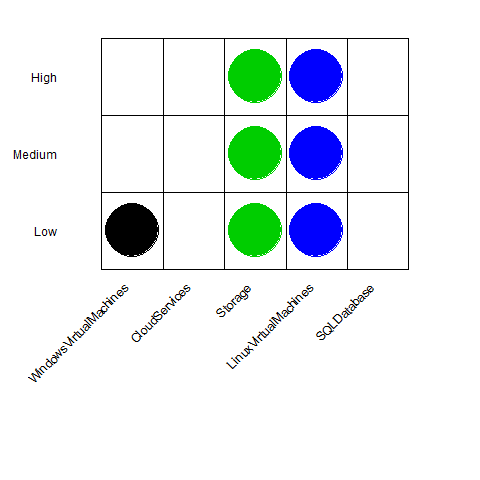 High
Medium
Low
WindowsVirtualMachines
CloudServices
Storage
LinuxVirtualMachines
SQLDatabase